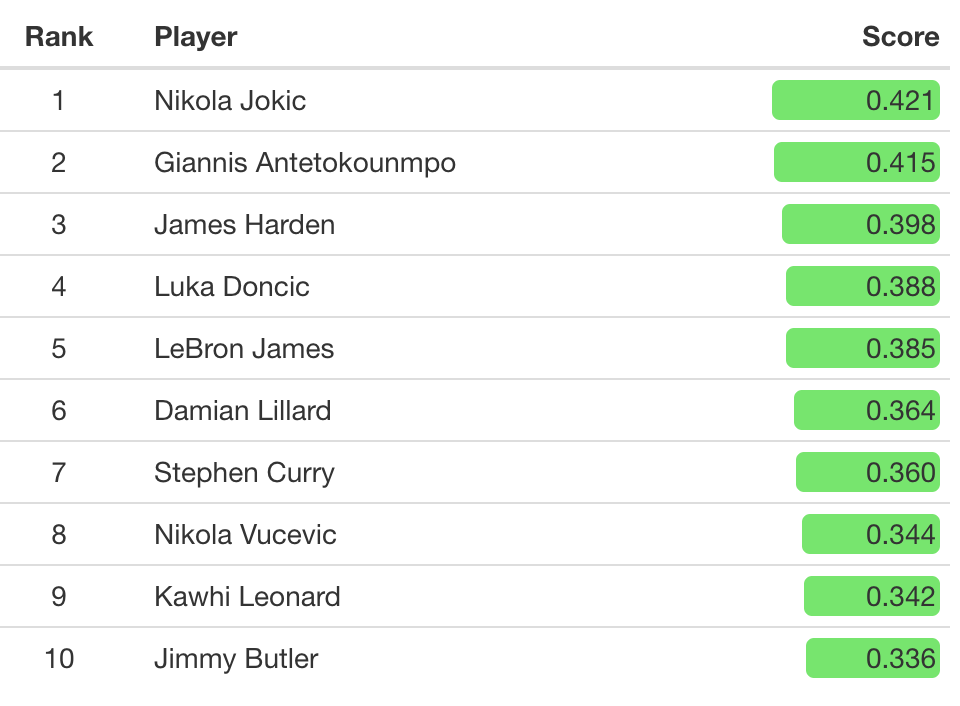 Rank Player Score
1 Nikola Jokic 0.421
2 Giannis Antetokounmpo 0.415
3 James Harden 0.398
4 Luka Doncic 0.388
5 LeBron James 0.385
6 Damian Lillard 0.364
7 Stephen Curry 0.360
8 Nikola Vucevic 0.344
9 Kawhi Leonard 0.342
10 Jimmy Butler 0.336